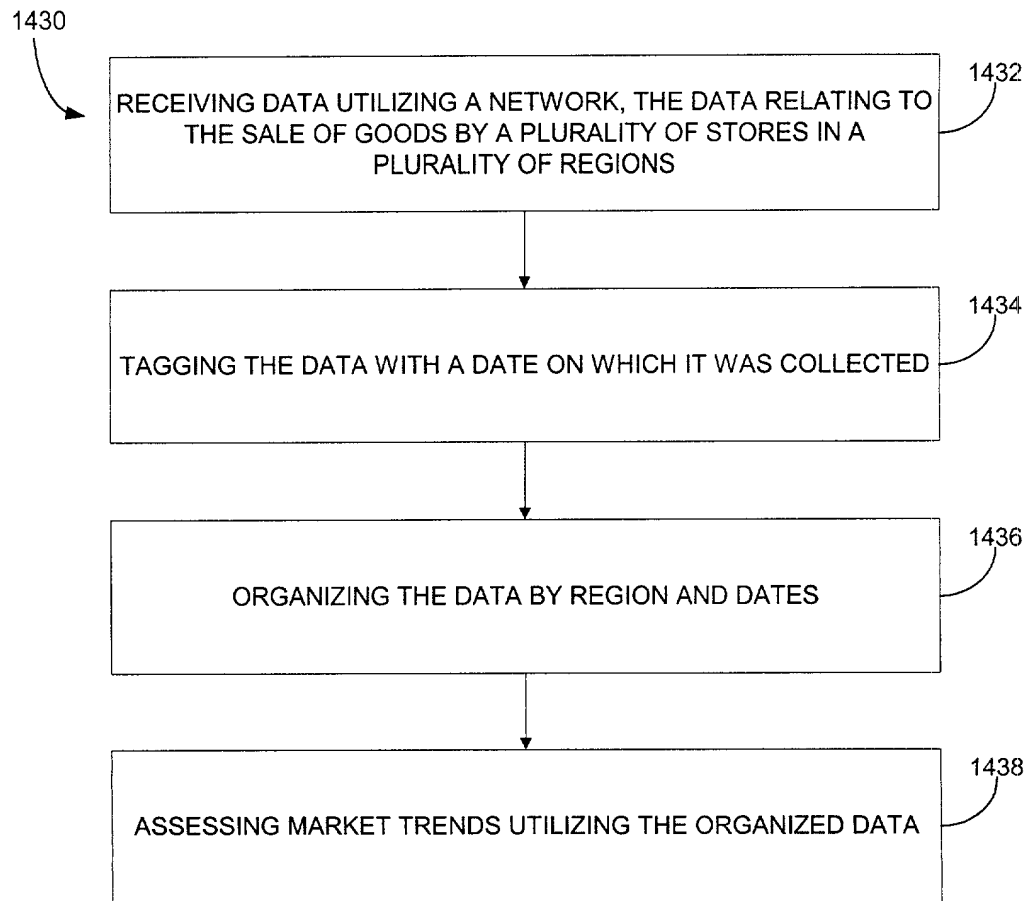 1430
1432
RECEIVING DATA UTILIZING A NETWORK, THE DATA RELATING TO
THE SALE OF GOODS BY A PLURALITY OF STORES IN A
PLURALITY OF REGIONS
1434
TAGGING THE DATA WITH A DATE ON WHICH IT WAS COLLECTED
1436
ORGANIZING THE DATA BY REGION AND DATES
1438
ASSESSING MARKET TRENDS UTILIZING THE ORGANIZED DATA